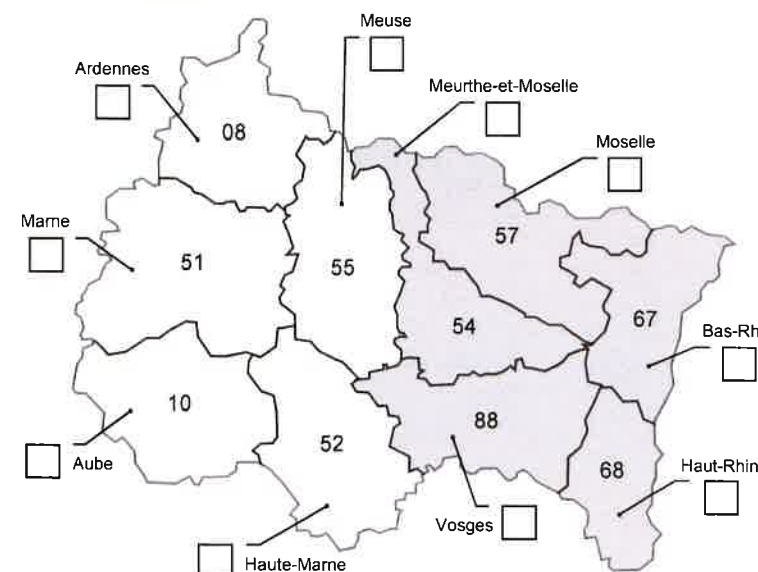 Meuse
Ardennes
Meurthe-et-Moselle
08
Moselle
Marne
57
51
55
54
67
Bas-Rh
10
88
52
68
Aube
Haut-Rhin
Vosges
Haute-Marne